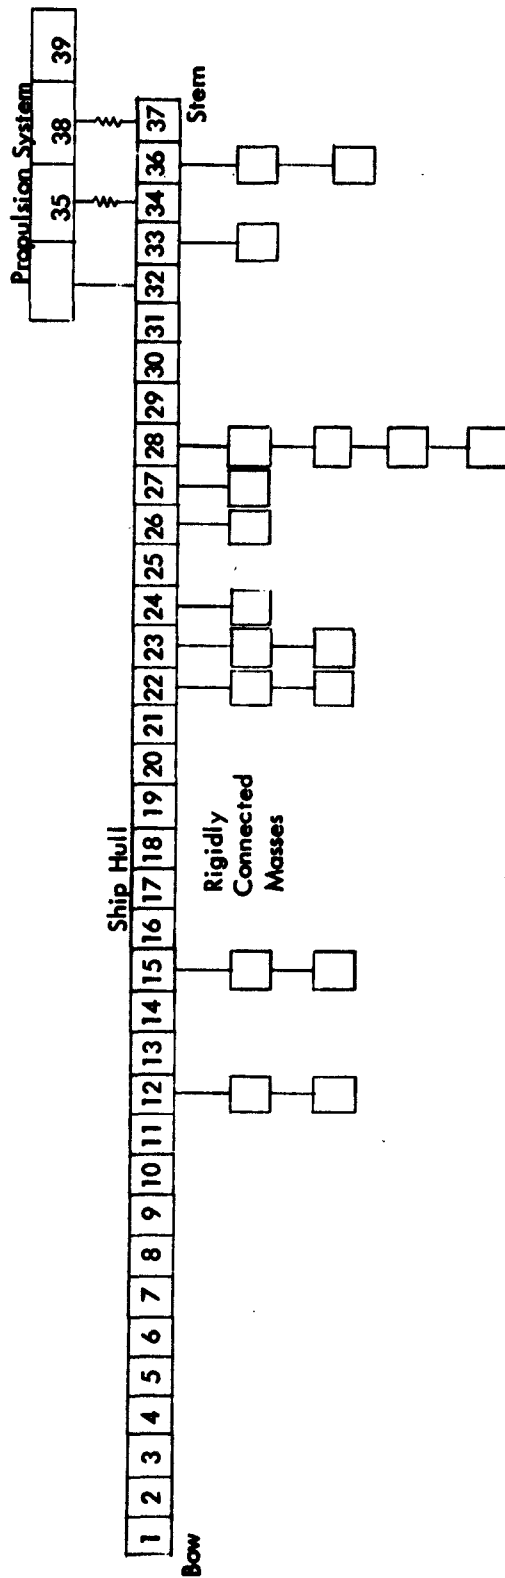 Propulsion System
35 38 39
Ship Hull
1 2 3 4 5 6 7 8 9 10 11 12 13 14 15 16 17 18 19 20 21 22 23 24 25 26 27 28 29 30 31 32 33 34 36 37
Bow
Stern
Rigidly
Connected
Masses